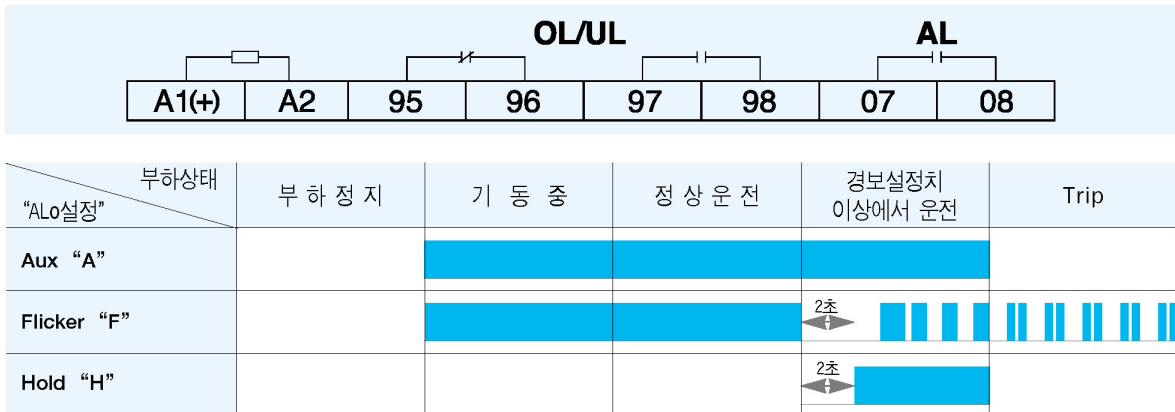 OL/UL AL
A1(+) A2 95 96 97 98 07 08
부하상태
“ALo설정”
부 하 정 지
기 동 중
정 상 운 전
경보설정치
이상에서 운전
Trip
Aux “A”
Flicker “F”
2초
Hold “H”
2초